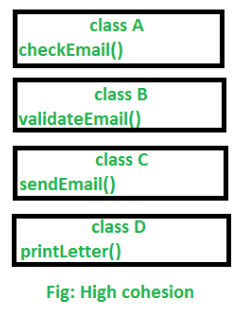 class A
checkEmail()
class B
validateEmail()
class C
sendEmail()
class D
printLetter()
Fig: High cohesion